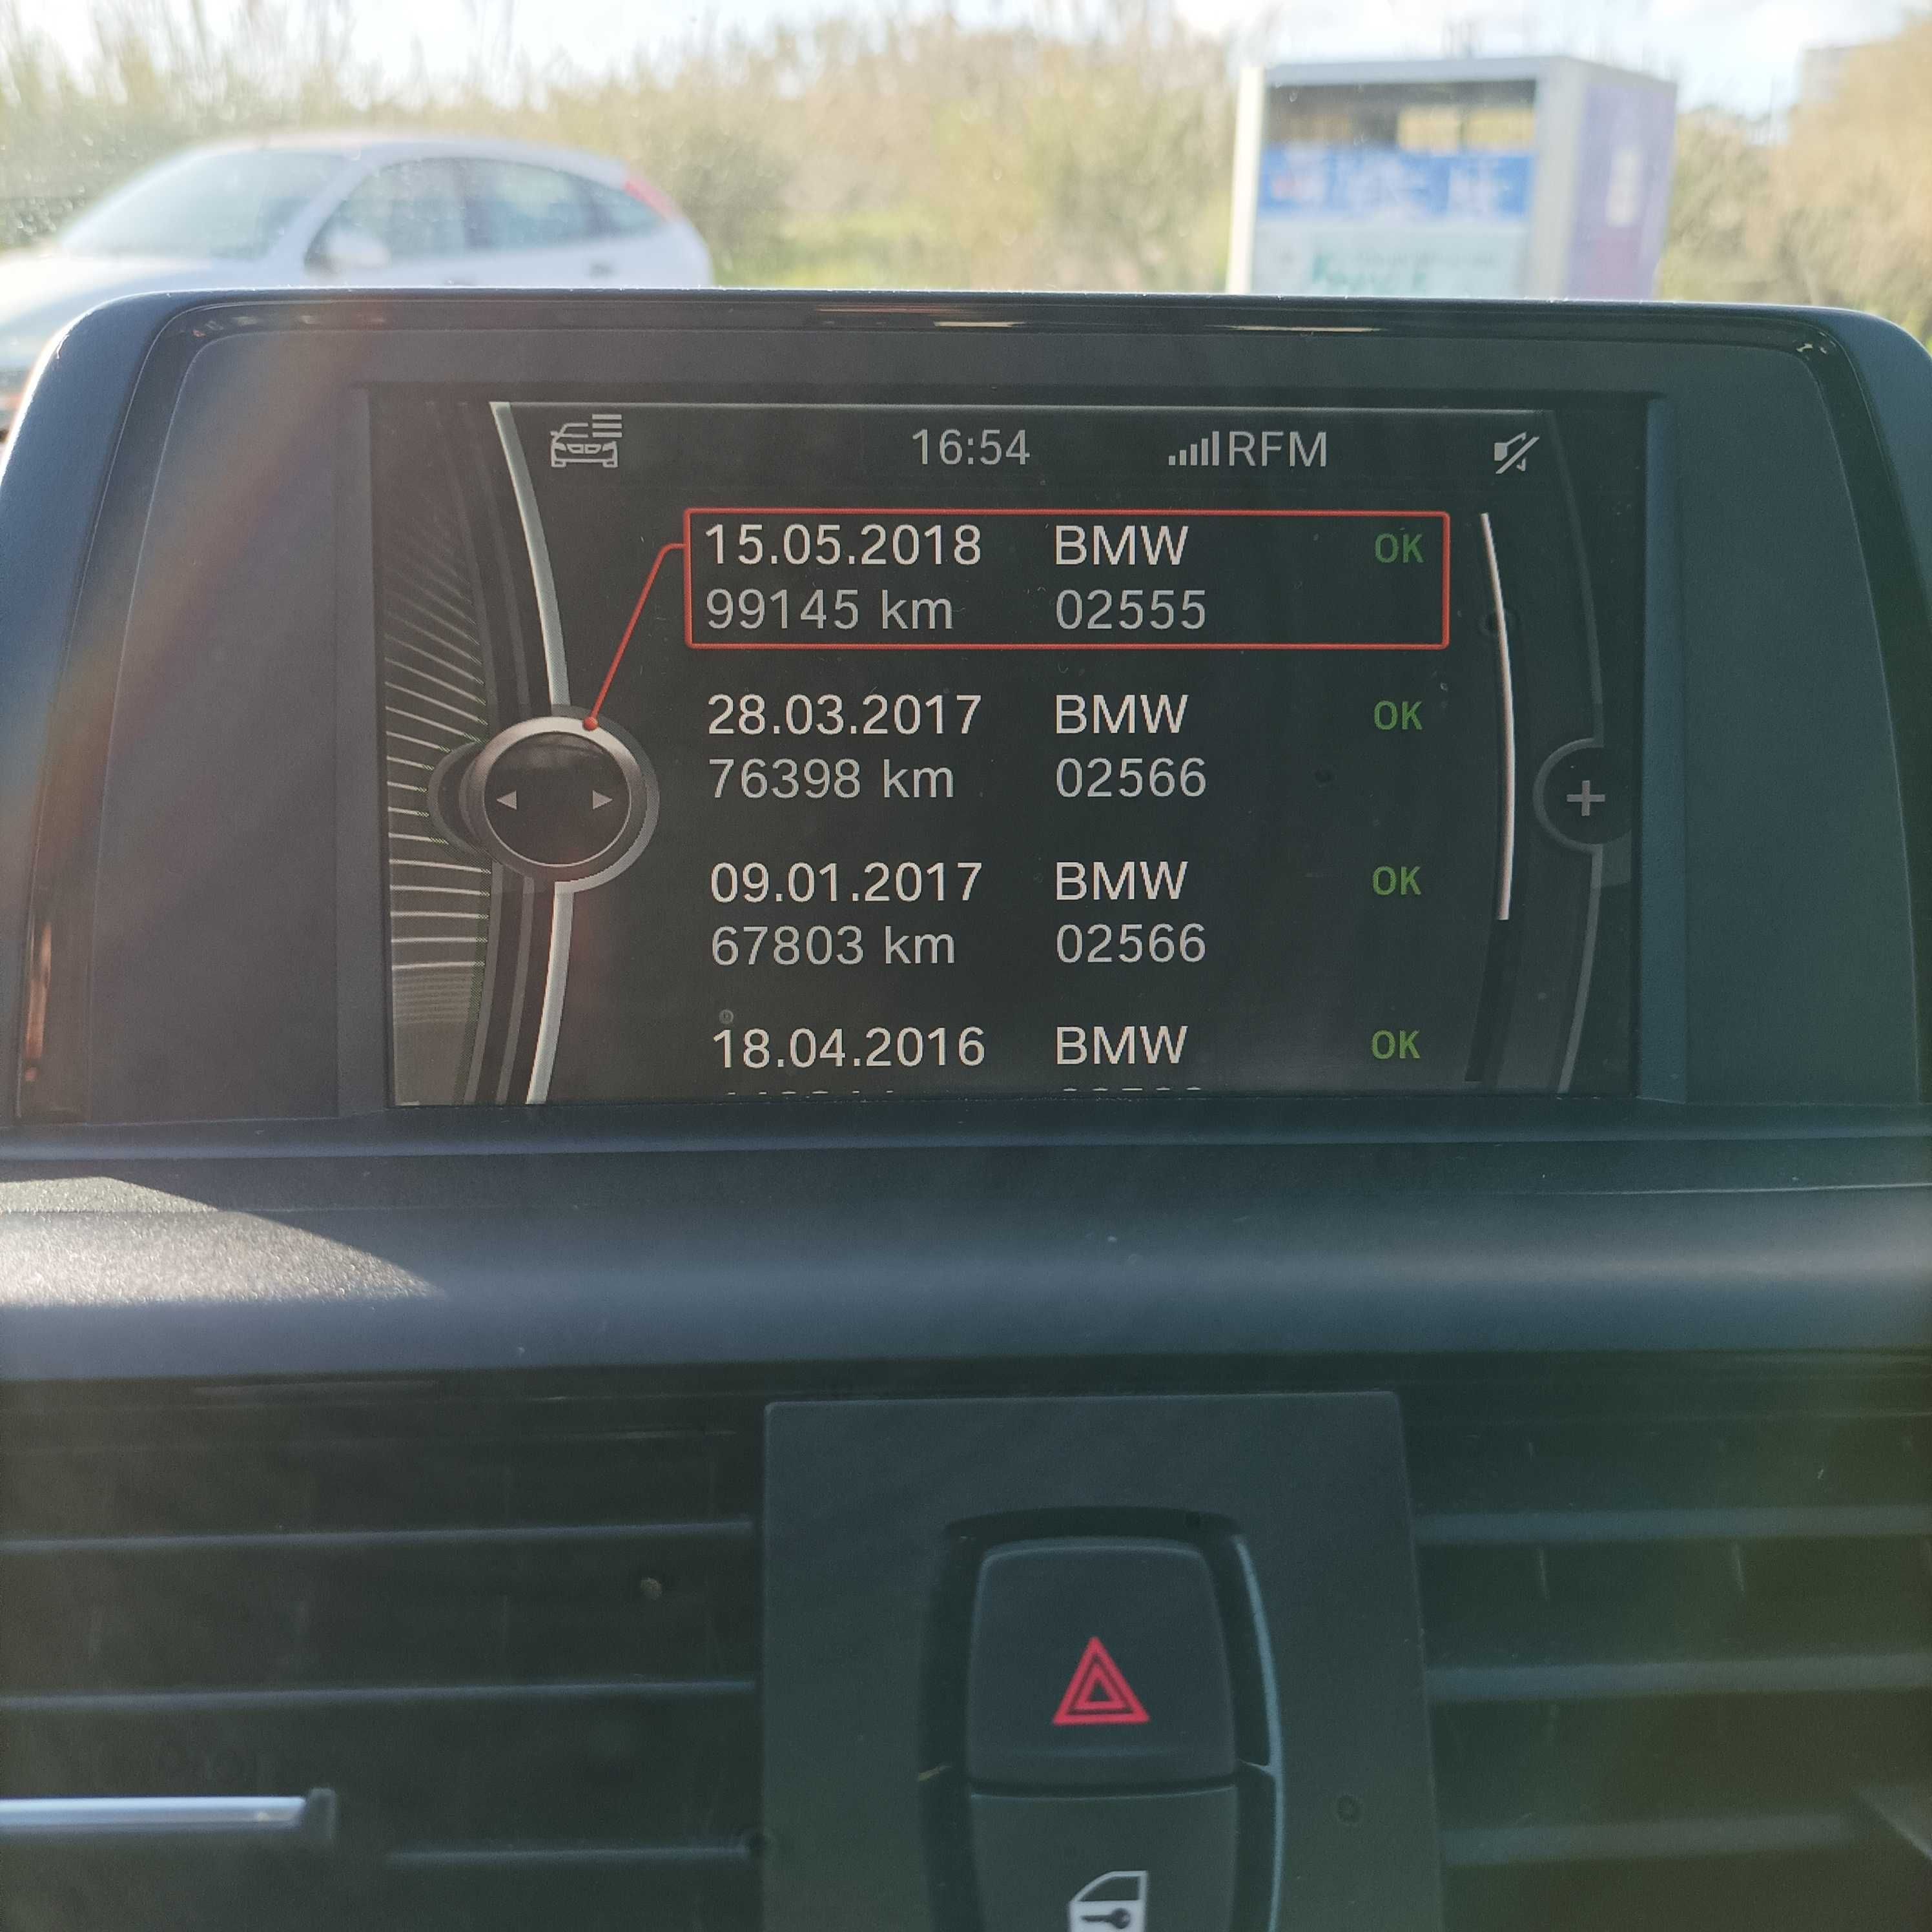 16:54 RFM
15.05.2018 BMW OK
99145 km 02555
28.03.2017 BMW OK
76398 km 02566
09.01.2017 BMW OK
67803 km 02566
18.04.2016 BMW OK